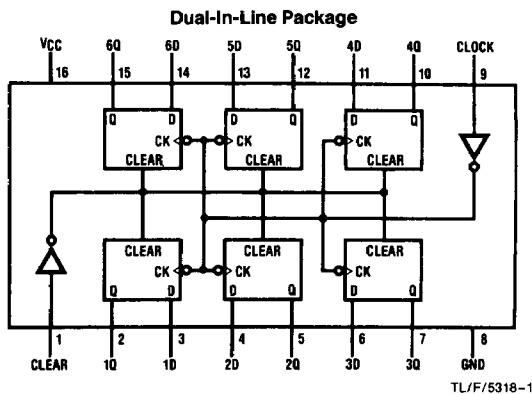 Dual-In-Line Package
VCC 6Q 6D 5D 5Q 4D 4Q CLOCK
16 15 14 13 12 11 10 9
Q D D Q D Q
CK CK CK
CLEAR CLEAR CLEAR
CLEAR CLEAR CLEAR
CK CK CK
Q D D Q D Q
1 2 3 4 5 6 7 8
CLEAR 1Q 1D 2D 2Q 3D 3Q GND
TL/F/5318-1